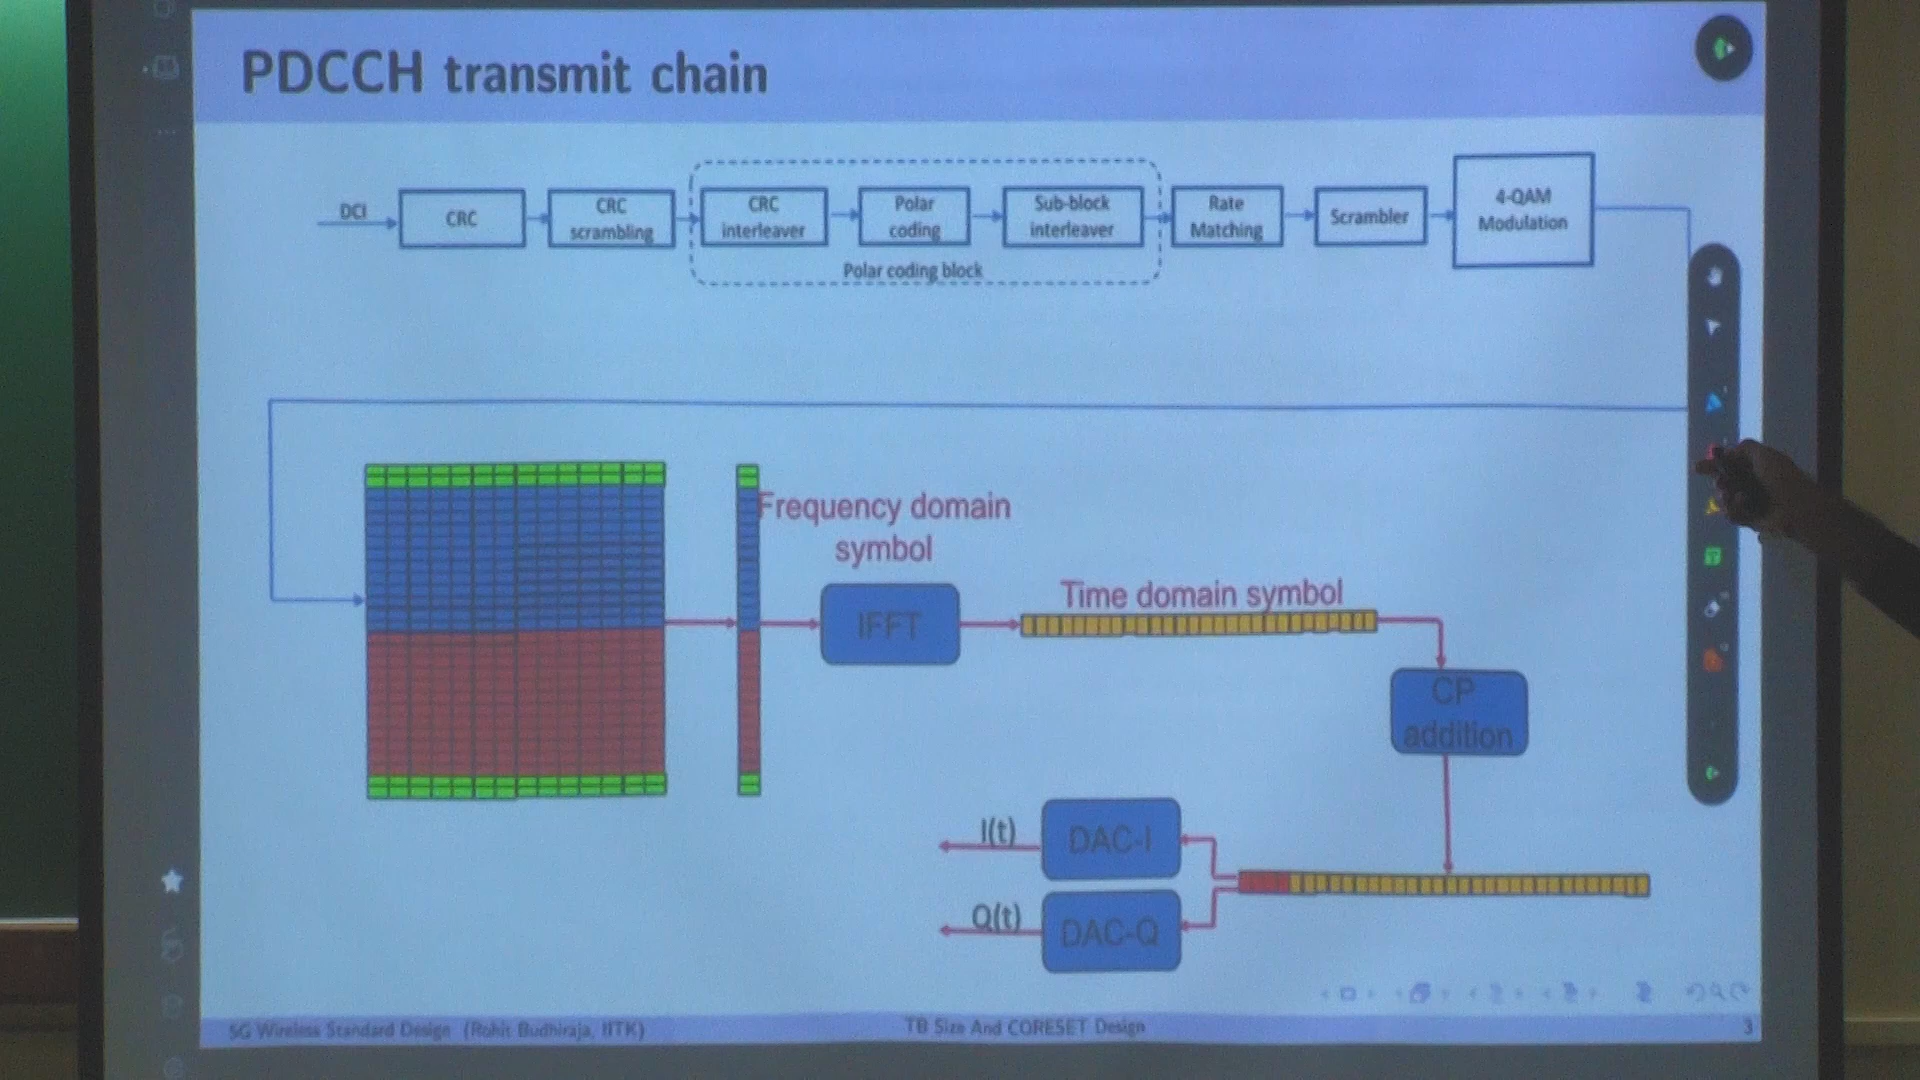 PDCCH transmit chain
DCI
CRC
CRC
scrambling
CRC
interleaver
Polar
coding
Sub-block
interleaver
Polar coding block
Rate
Matching
Scrambler
4-QAM
Modulation
Frequency domain
symbol
IFFT
Time domain symbol
CP
addition
I(t)
DAC-I
Q(t)
DAC-Q
5G Wireless Standard Design (Rohit Budhiraja, IITK)
TB Size And CORESET Design
3